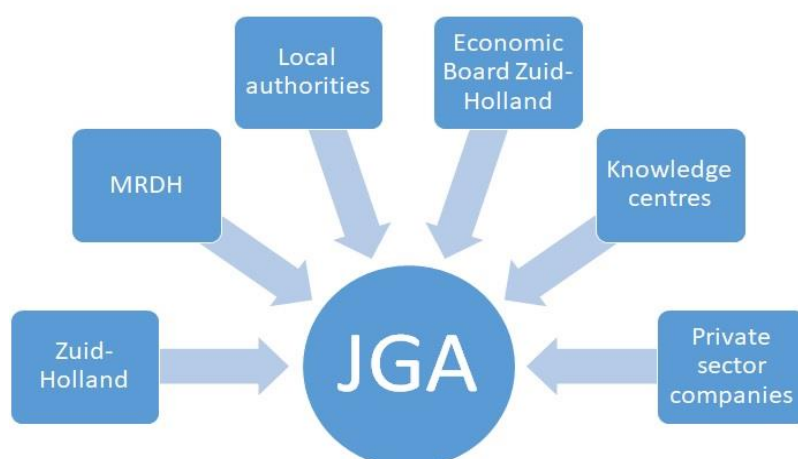 Local
authorities
Economic
Board Zuid-
Holland
MRDH
Knowledge
centres
Zuid-
Holland
JGA
Private
sector
companies